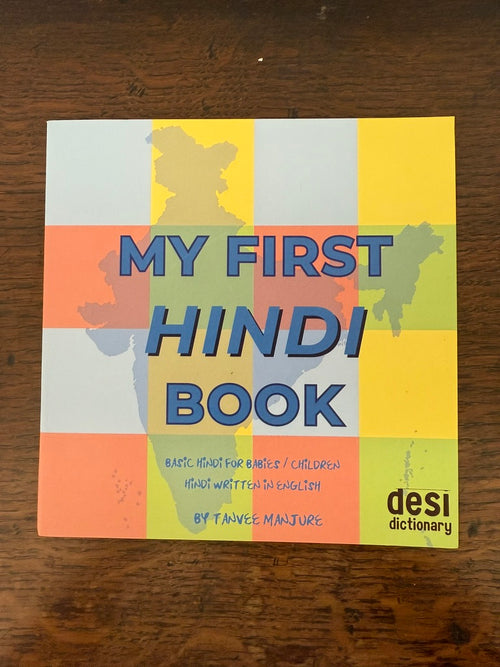 MY FIRST
HINDI
BOOK
BASIC HINDI FOR BABIES / CHILDREN
HINDI WRITTEN IN ENGLISH
BY TANVEE MANJURE
desi
dictionary